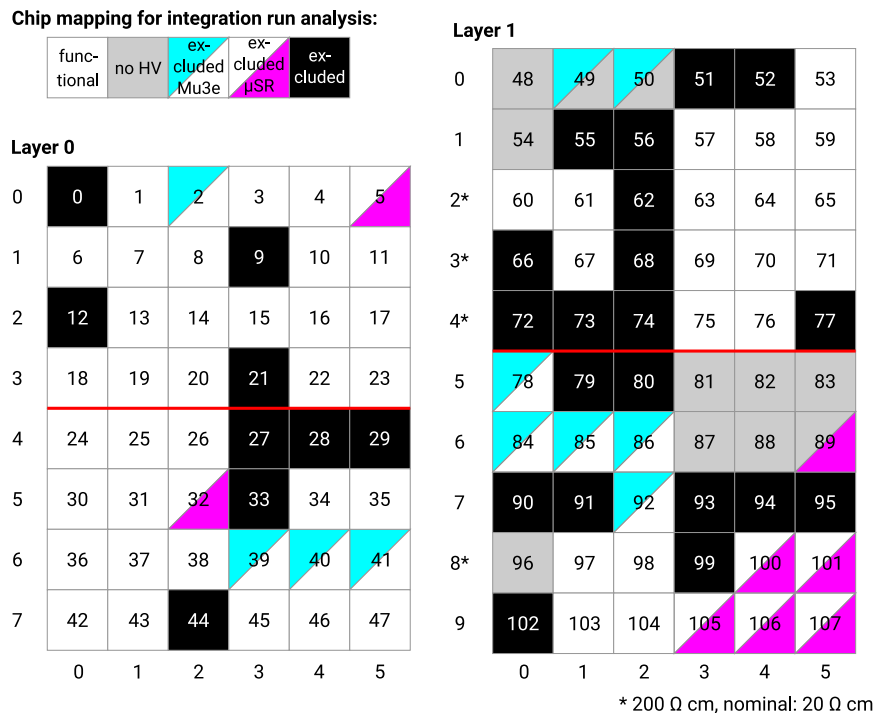 Chip mapping for integration run analysis:
func-
tional
no HV
ex-
cluded
Mu3e
ex-
cluded
μSR
ex-
cluded
Layer 0
0 0 1 2 3 4 5
1 6 7 8 9 10 11
2 12 13 14 15 16 17
3 18 19 20 21 22 23
4 24 25 26 27 28 29
5 30 31 32 33 34 35
6 36 37 38 39 40 41
7 42 43 44 45 46 47
0 1 2 3 4 5
Layer 1
0 48 49 50 51 52 53
1 54 55 56 57 58 59
2* 60 61 62 63 64 65
3* 66 67 68 69 70 71
4* 72 73 74 75 76 77
5 78 79 80 81 82 83
6 84 85 86 87 88 89
7 90 91 92 93 94 95
8* 96 97 98 99 100 101
9 102 103 104 105 106 107
0 1 2 3 4 5
* 200 Ω cm, nominal: 20 Ω cm